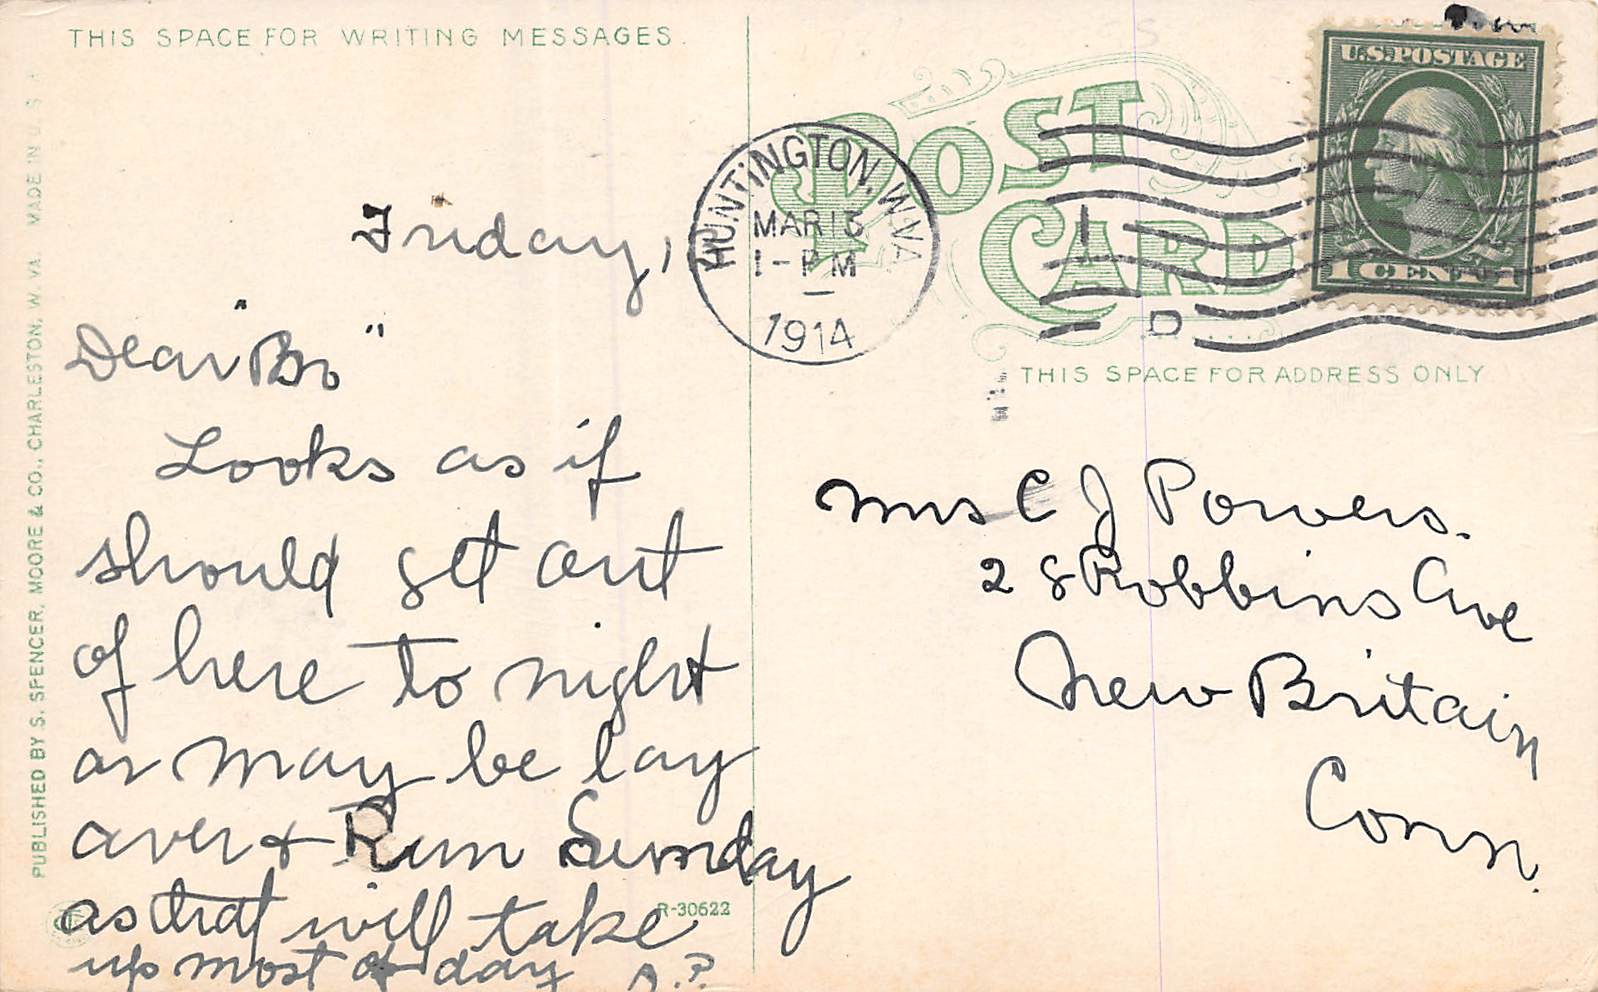 THIS SPACE FOR WRITING MESSAGES
PUBLISHED BY S. SPENCER, MOORE & CO., CHARLESTON, W. VA. MADE IN U. S. A
Friday,
Dear "Bro"
Looks as if
should get out
of here to night
or may be lay
over & Run Sunday
as that will take
up most of day
R-30622
POST CARD
HUNTINGTON, W.VA.
MAR 13
1-PM
1914
1
D
U.S.POSTAGE
1 CENT 1
THIS SPACE FOR ADDRESS ONLY
Mrs C J Powers.
28 Robbins Ave
New Britain
Conn.